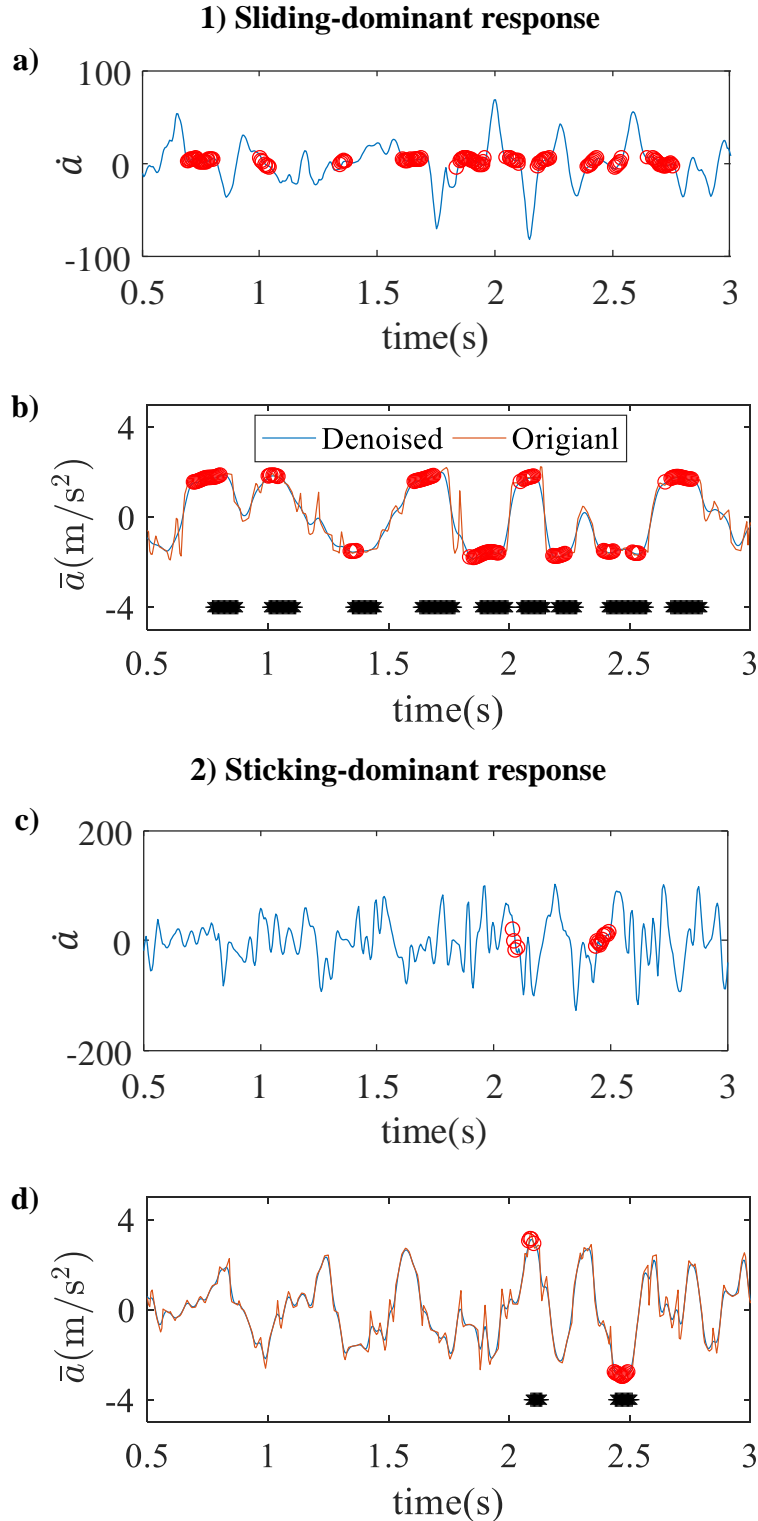 1) Sliding-dominant response
a)
100
0
-100
ȧ
0.5 1 1.5 2 2.5 3
time(s)
b)
Denoised Origianl
4
0
-4
a̅(m/s²)
0.5 1 1.5 2 2.5 3
time(s)
2) Sticking-dominant response
c)
200
0
-200
ȧ
0.5 1 1.5 2 2.5 3
time(s)
d)
4
0
-4
a̅(m/s²)
0.5 1 1.5 2 2.5 3
time(s)